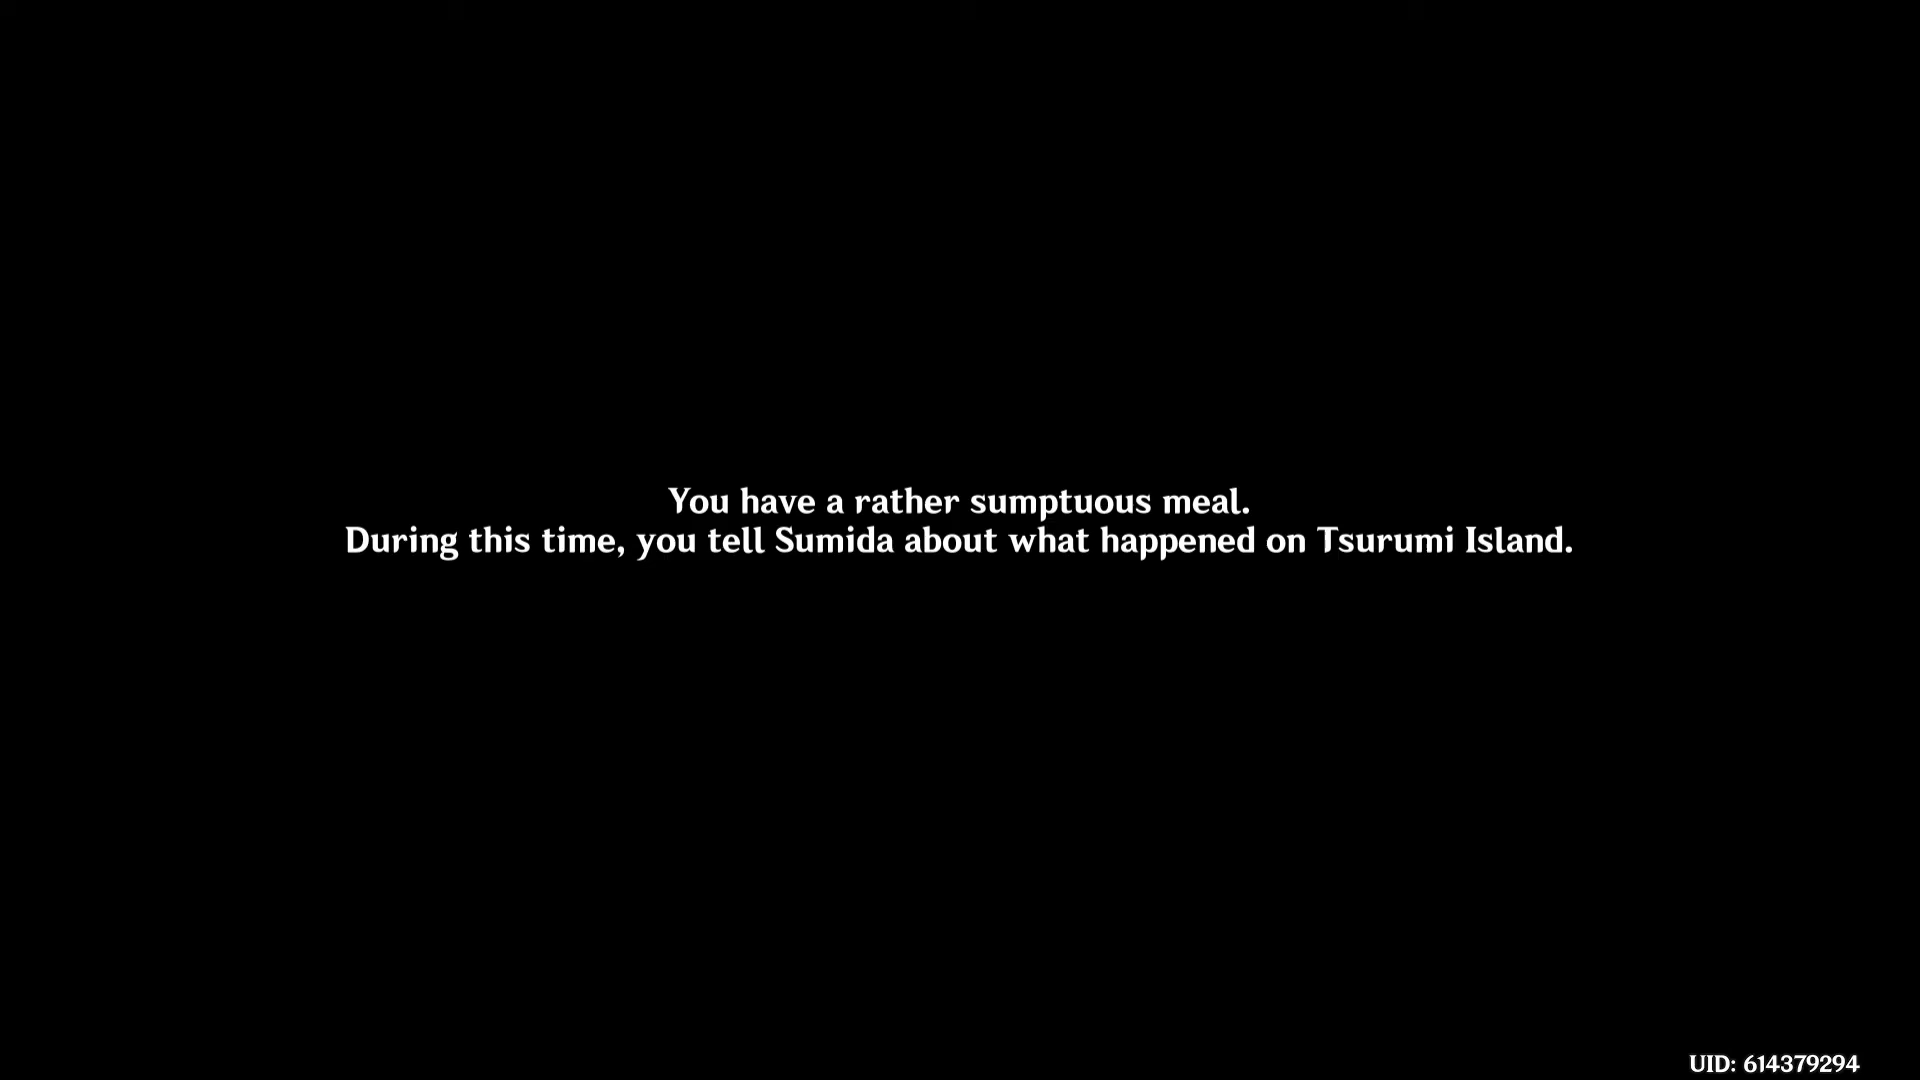 You have a rather sumptuous meal.
During this time, you tell Sumida about what happened on Tsurumi Island.
UID: 614379294